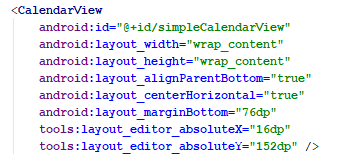 <CalendarView
android:id="@+id/simpleCalendarView"
android:layout_width="wrap_content"
android:layout_height="wrap_content"
android:layout_alignParentBottom="true"
android:layout_centerHorizontal="true"
android:layout_marginBottom="76dp"
tools:layout_editor_absoluteX="16dp"
tools:layout_editor_absoluteY="152dp" />